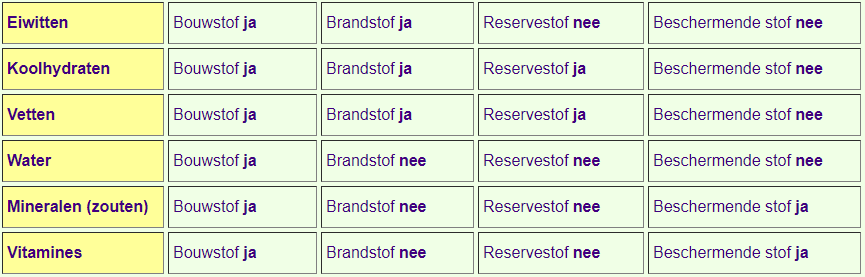 Eiwitten Bouwstof ja Brandstof ja Reservestof nee Beschermende stof nee
Koolhydraten Bouwstof ja Brandstof ja Reservestof ja Beschermende stof nee
Vetten Bouwstof ja Brandstof ja Reservestof ja Beschermende stof nee
Water Bouwstof ja Brandstof nee Reservestof nee Beschermende stof nee
Mineralen (zouten) Bouwstof ja Brandstof nee Reservestof nee Beschermende stof ja
Vitamines Bouwstof ja Brandstof nee Reservestof nee Beschermende stof ja